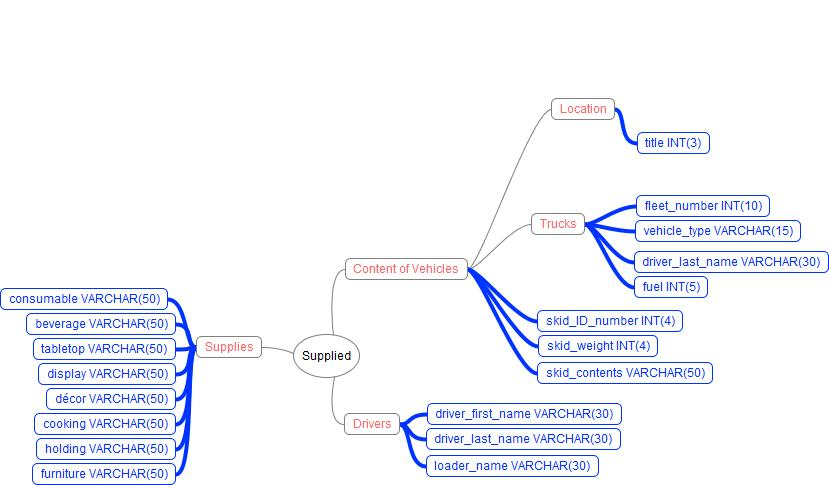 Location
title INT(3)
Trucks
fleet_number INT(10)
vehicle_type VARCHAR(15)
driver_last_name VARCHAR(30)
fuel INT(5)
Content of Vehicles
skid_ID_number INT(4)
skid_weight INT(4)
skid_contents VARCHAR(50)
Supplied
Supplies
consumable VARCHAR(50)
beverage VARCHAR(50)
tabletop VARCHAR(50)
display VARCHAR(50)
décor VARCHAR(50)
cooking VARCHAR(50)
holding VARCHAR(50)
furniture VARCHAR(50)
Drivers
driver_first_name VARCHAR(30)
driver_last_name VARCHAR(30)
loader_name VARCHAR(30)